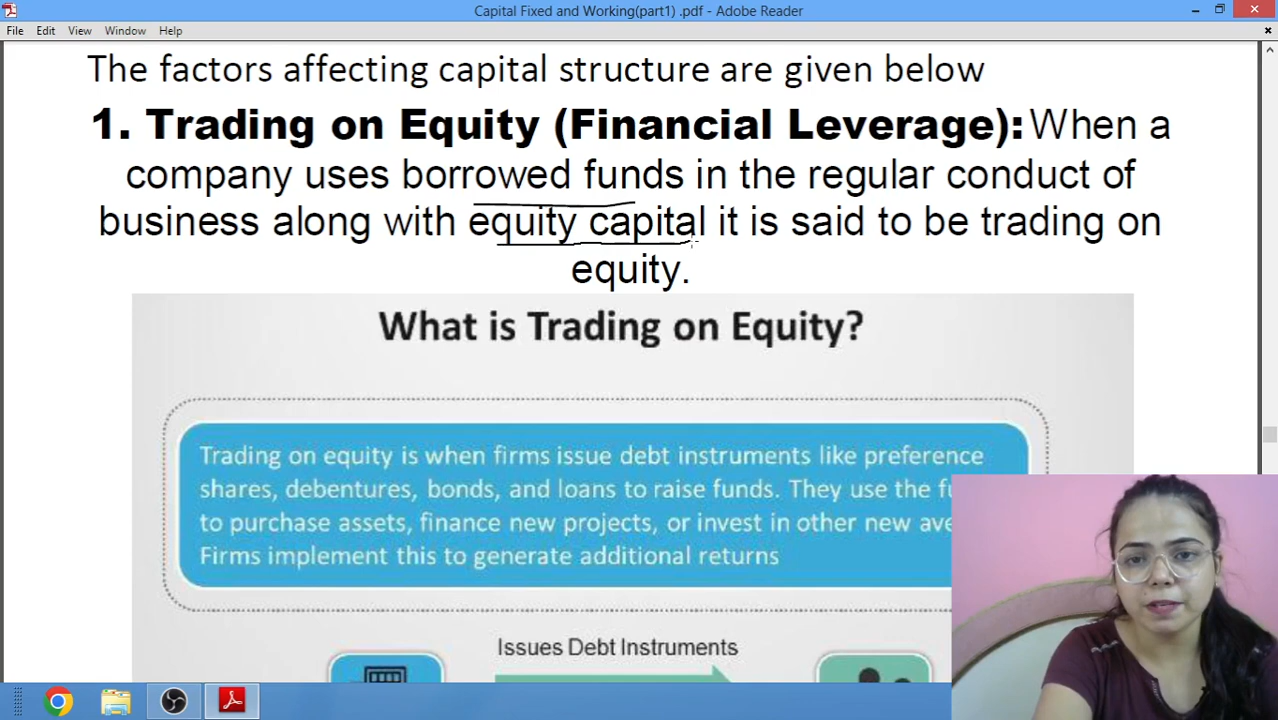 Capital Fixed and Working(part1) .pdf - Adobe Reader
File Edit View Window Help
The factors affecting capital structure are given below
1. Trading on Equity (Financial Leverage): When a
company uses borrowed funds in the regular conduct of
business along with equity capital it is said to be trading on
equity.
What is Trading on Equity?
Trading on equity is when firms issue debt instruments like preference
shares, debentures, bonds, and loans to raise funds. They use the
to purchase assets, finance new projects, or invest in other new
Firms implement this to generate additional returns
Issues Debt Instruments